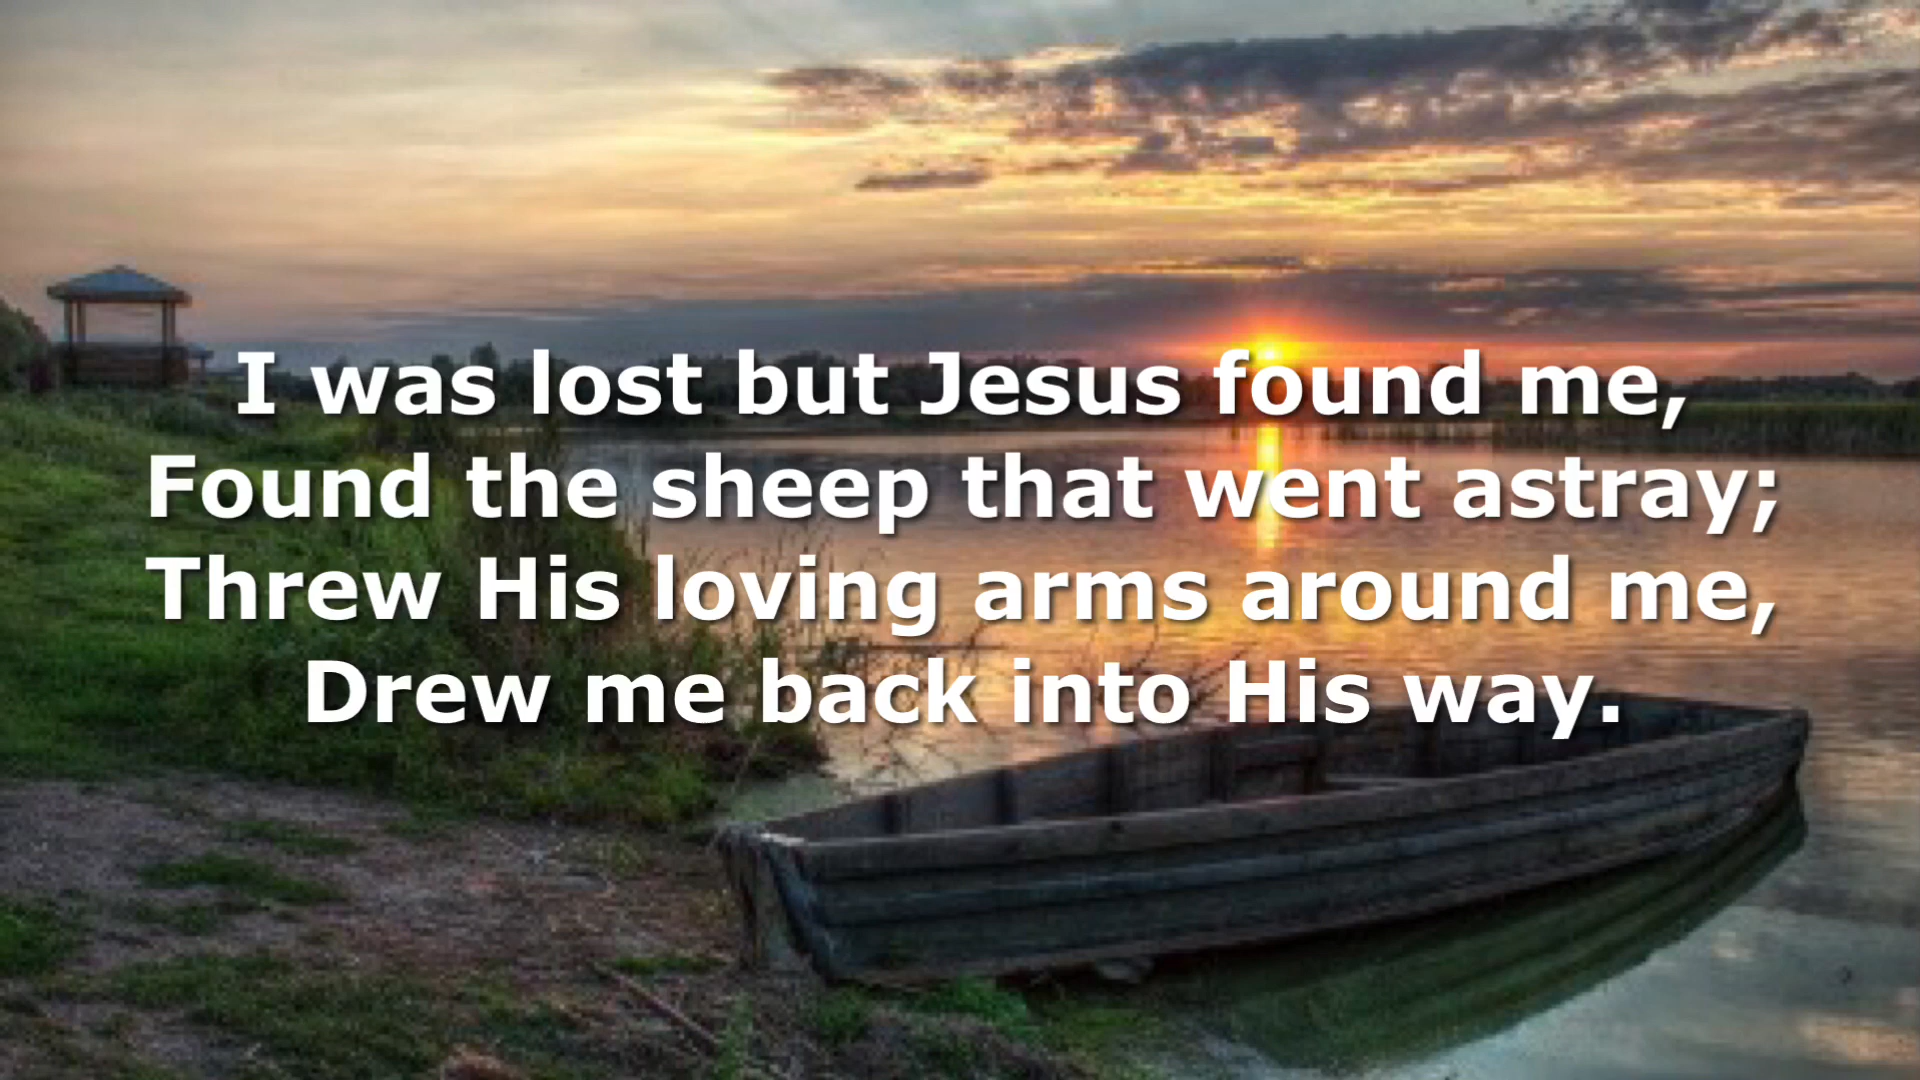 I was lost but Jesus found me,
Found the sheep that went astray;
Threw His loving arms around me,
Drew me back into His way.